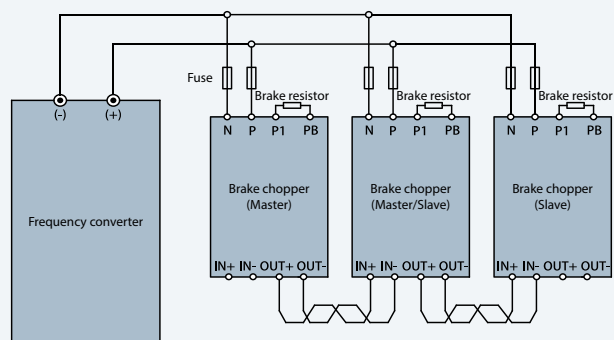 Fuse
Brake resistor
Brake resistor
Brake resistor
(-)
(+)
N
P
P1
PB
N
P
P1
PB
N
P
P1
PB
Frequency converter
Brake chopper
(Master)
Brake chopper
(Master/Slave)
Brake chopper
(Slave)
IN+ IN- OUT+ OUT-
IN+ IN- OUT+ OUT-
IN+ IN- OUT+ OUT-